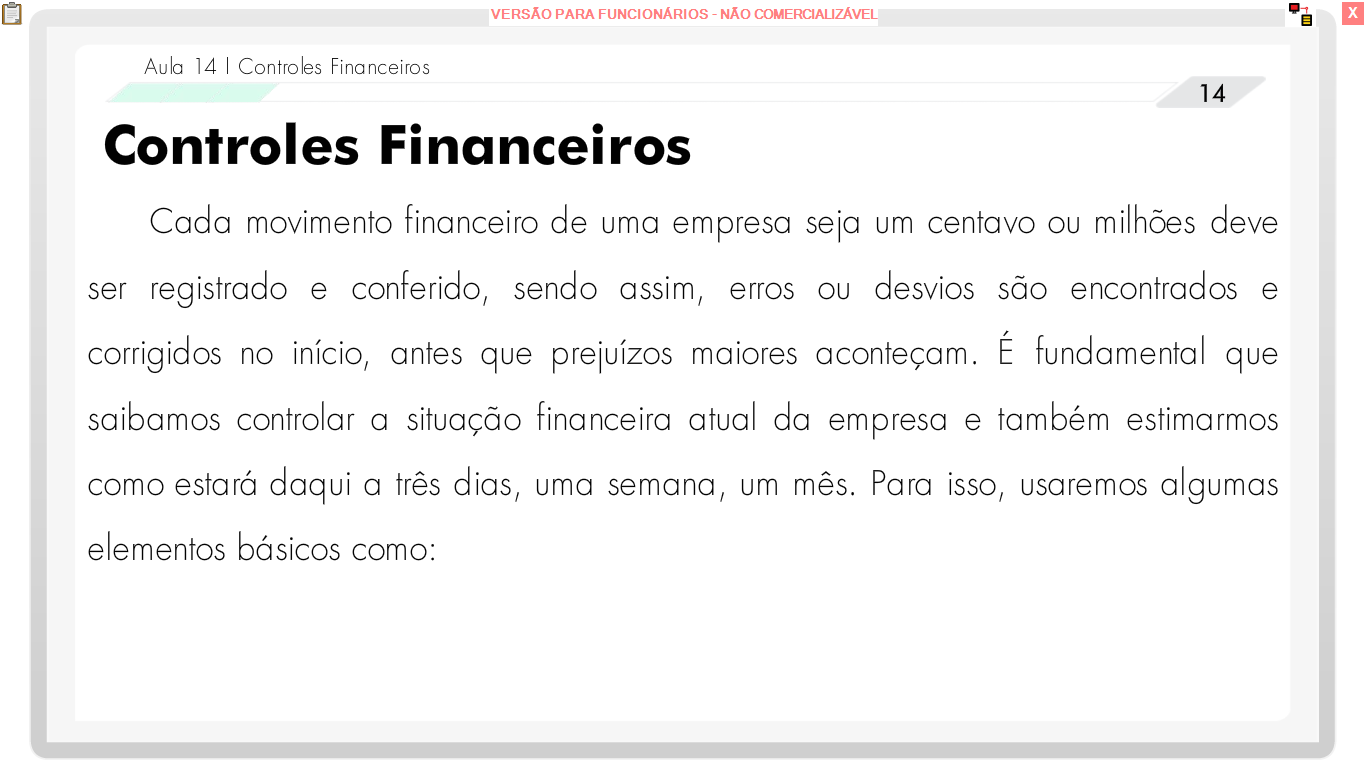 VERSÃO PARA FUNCIONÁRIOS - NÃO COMERCIALIZÁVEL
X
Aula 14 | Controles Financeiros
14
Controles Financeiros
Cada movimento financeiro de uma empresa seja um centavo ou milhões deve
ser registrado e conferido, sendo assim, erros ou desvios são encontrados e
corrigidos no início, antes que prejuízos maiores aconteçam. É fundamental que
saibamos controlar a situação financeira atual da empresa e também estimarmos
como estará daqui a três dias, uma semana, um mês. Para isso, usaremos algumas
elementos básicos como: